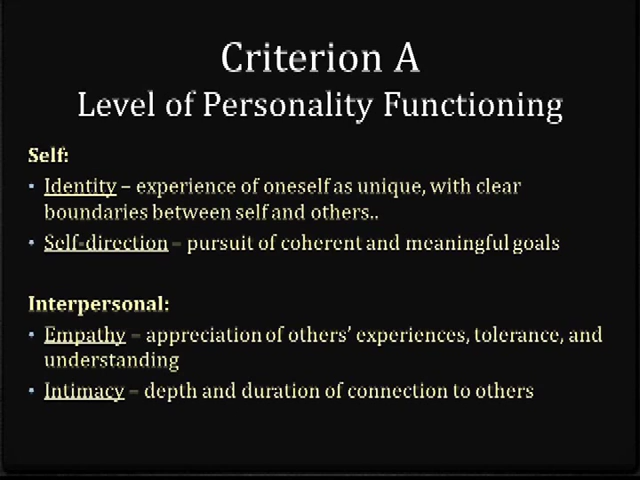 Criterion A
Level of Personality Functioning
Self:
• Identity – experience of oneself as unique, with clear
boundaries between self and others..
• Self-direction – pursuit of coherent and meaningful goals
Interpersonal:
• Empathy – appreciation of others’ experiences, tolerance, and
understanding
• Intimacy – depth and duration of connection to others